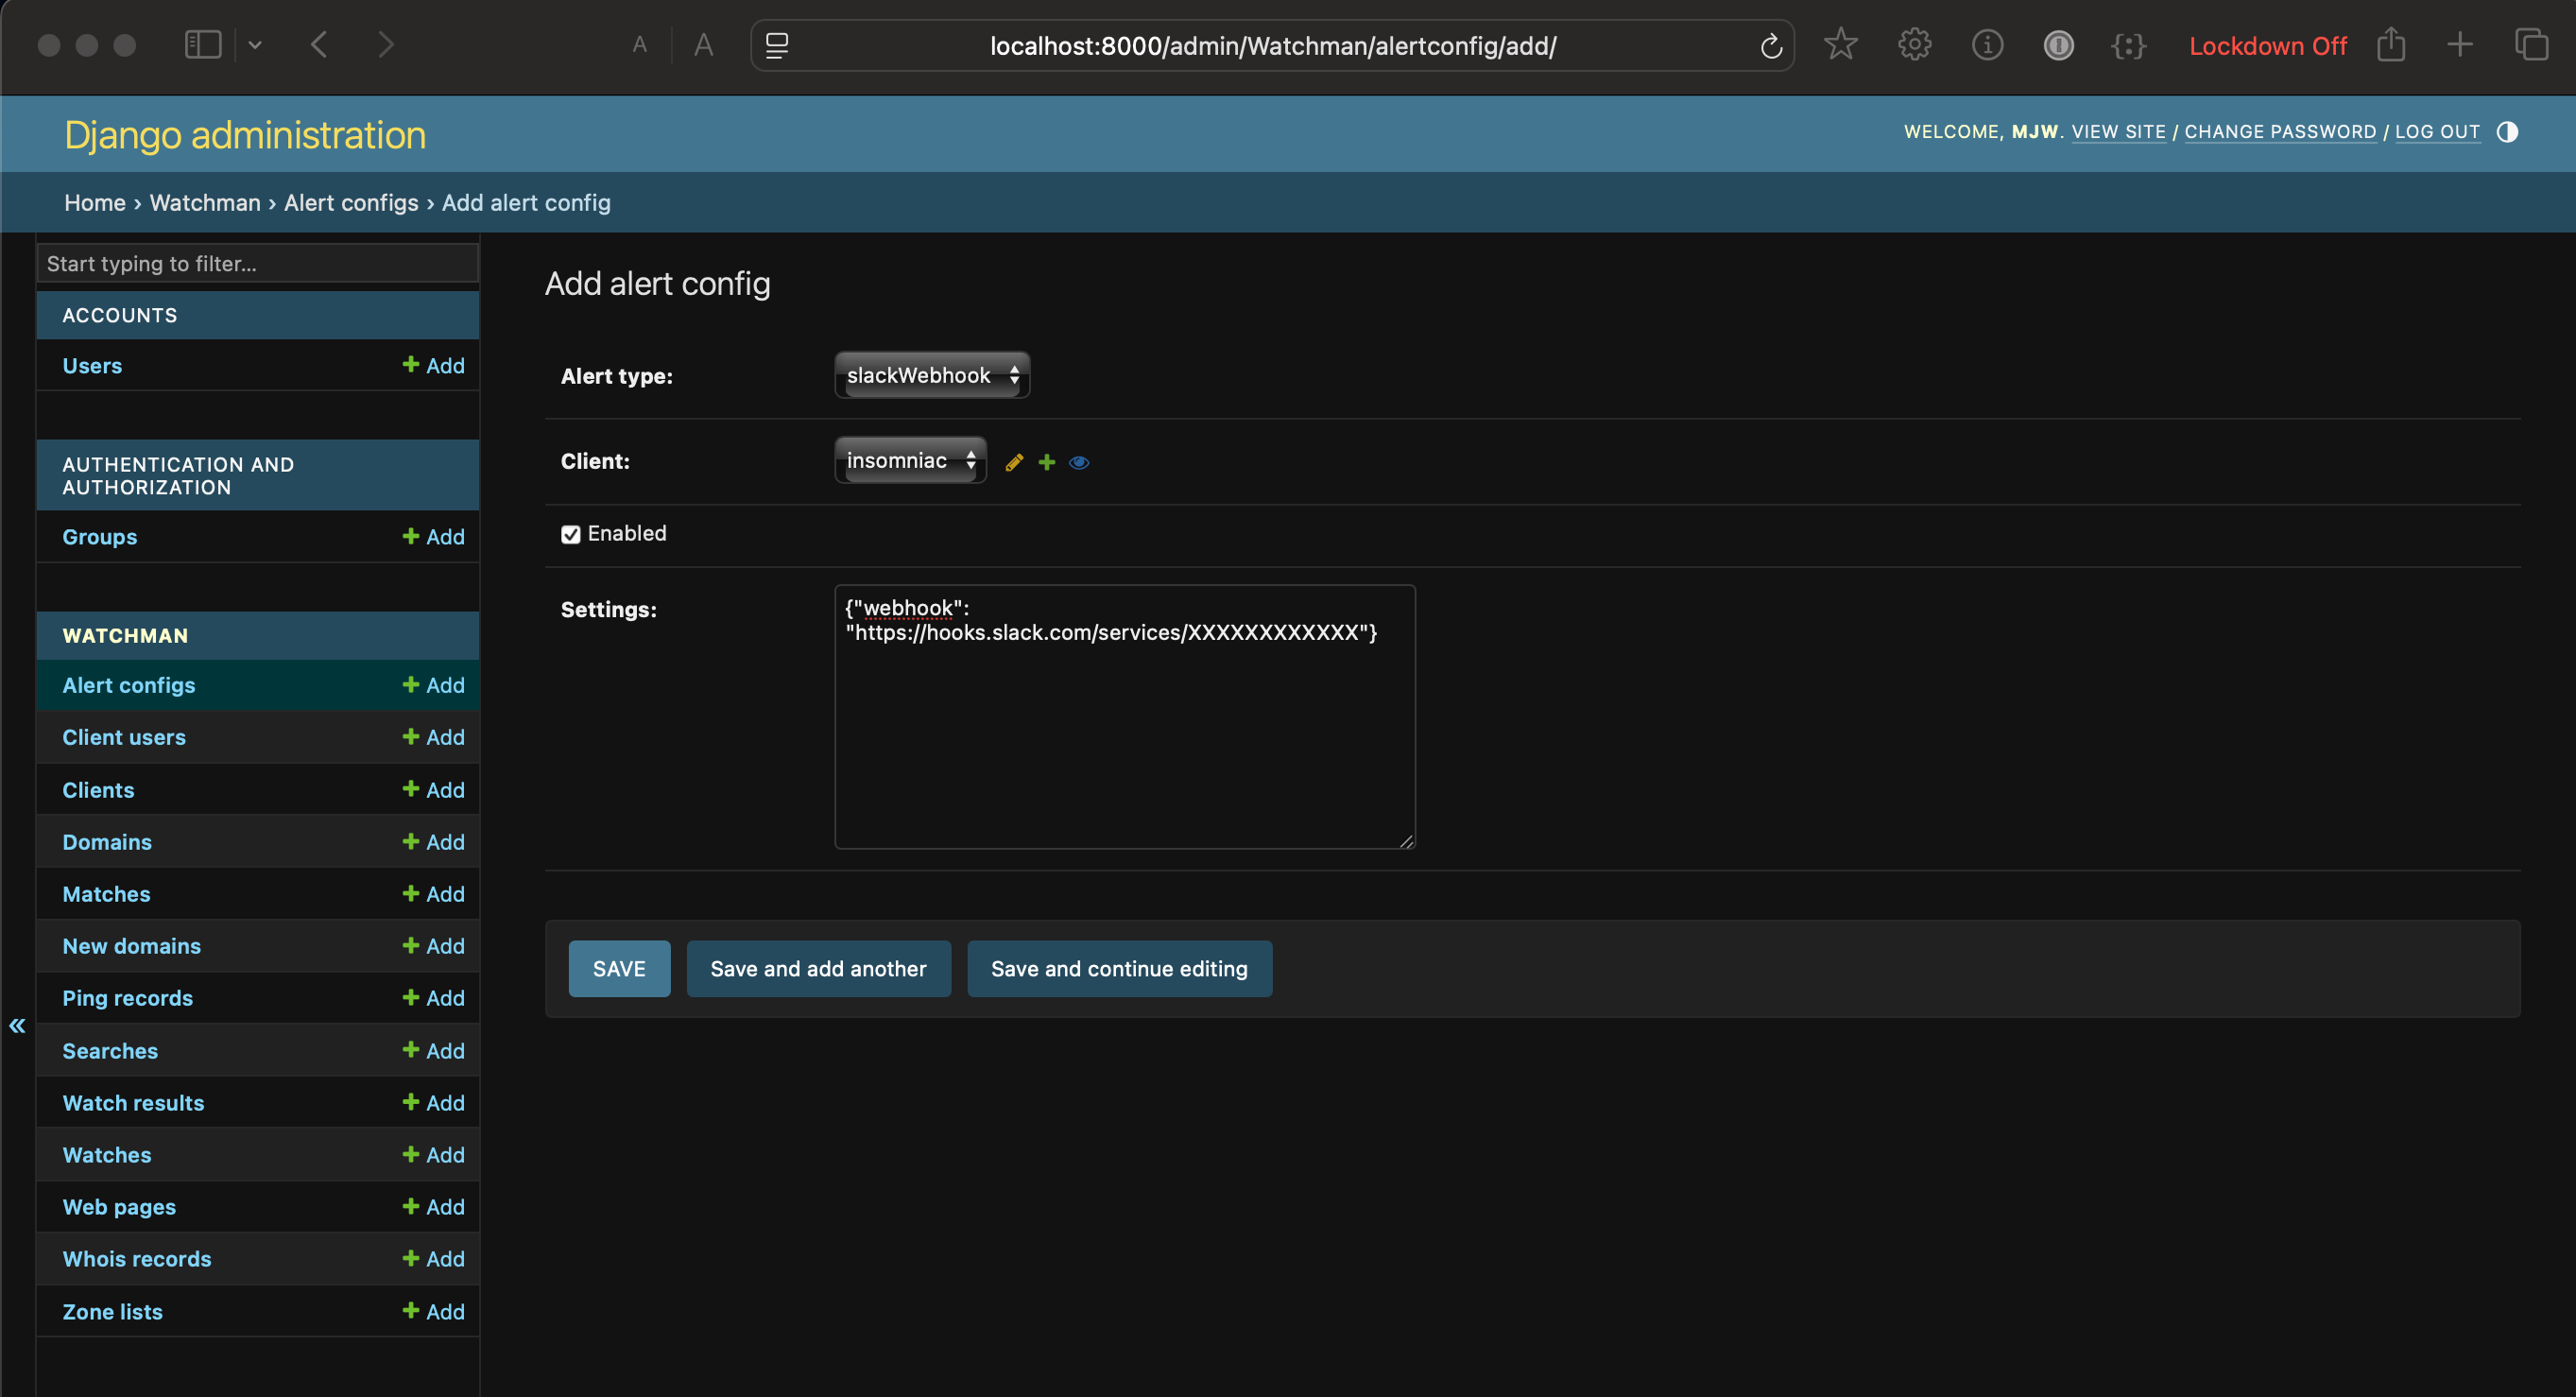 A A localhost:8000/admin/Watchman/alertconfig/add/ Lockdown Off
Django administration
WELCOME, MJW. VIEW SITE / CHANGE PASSWORD / LOG OUT
Home › Watchman › Alert configs › Add alert config
Start typing to filter...
ACCOUNTS
Users + Add
AUTHENTICATION AND
AUTHORIZATION
Groups + Add
WATCHMAN
Alert configs + Add
Client users + Add
Clients + Add
Domains + Add
Matches + Add
New domains + Add
Ping records + Add
Searches + Add
Watch results + Add
Watches + Add
Web pages + Add
Whois records + Add
Zone lists + Add
«
Add alert config
Alert type: slackWebhook
Client: insomniac
Enabled
Settings: {"webhook":
"https://hooks.slack.com/services/XXXXXXXXXXXX"}
SAVE Save and add another Save and continue editing